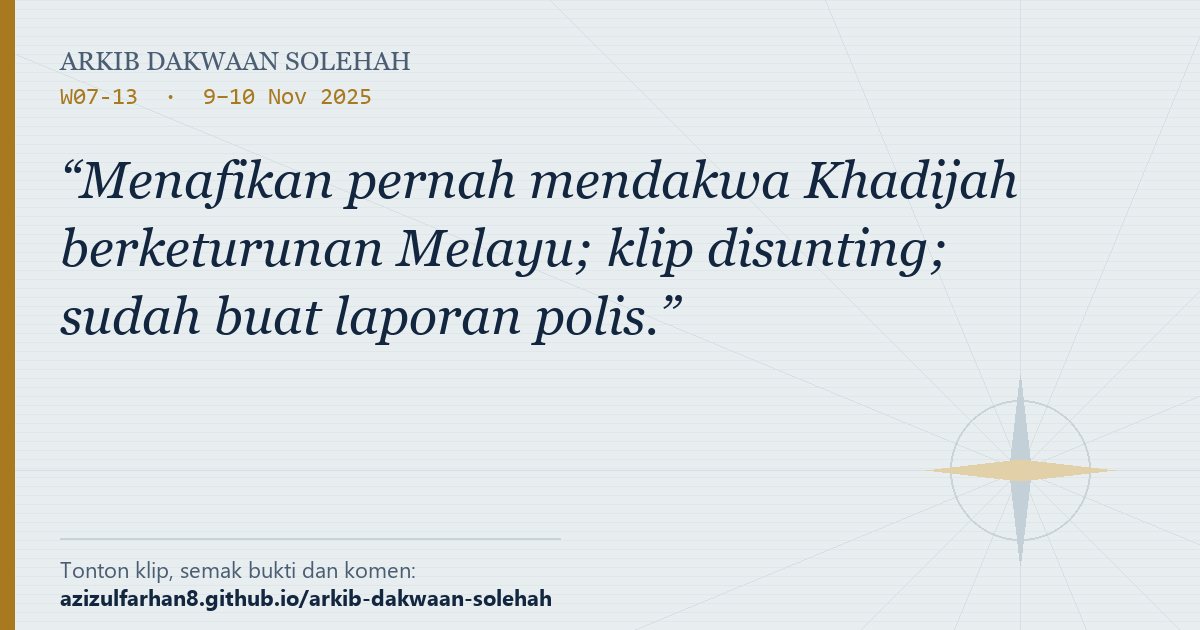 ARKIB DAKWAAN SOLEHAH
W07-13 · 9–10 Nov 2025
“Menafikan pernah mendakwa Khadijah
berketurunan Melayu; klip disunting;
sudah buat laporan polis.”
Tonton klip, semak bukti dan komen:
azizulfarhan8.github.io/arkib-dakwaan-solehah